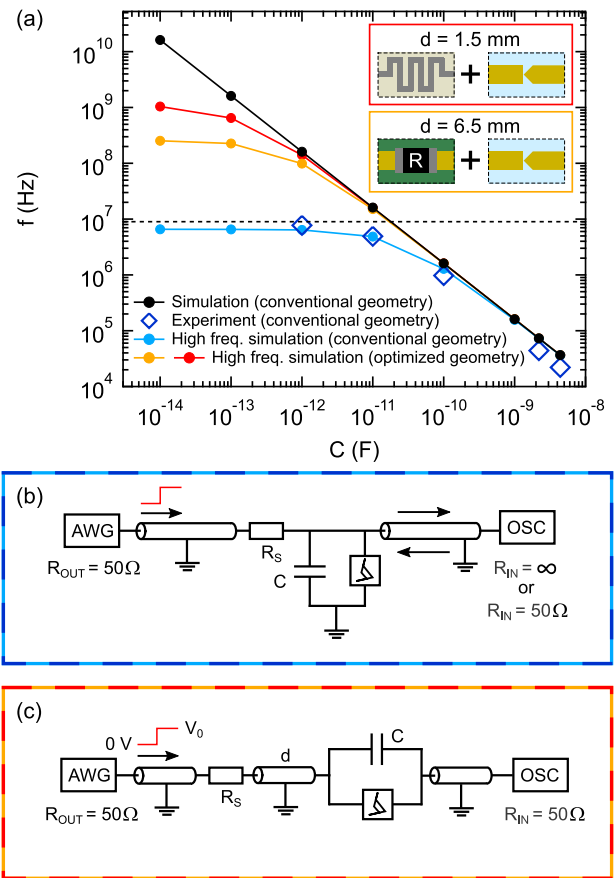 (a)
f (Hz)
10^10
10^9
10^8
10^7
10^6
10^5
10^4
d = 1.5 mm
+
d = 6.5 mm
R
+
Simulation (conventional geometry)
Experiment (conventional geometry)
High freq. simulation (conventional geometry)
High freq. simulation (optimized geometry)
10^-14 10^-13 10^-12 10^-11 10^-10 10^-9 10^-8
C (F)
(b)
AWG
R_OUT = 50Ω
R_S
C
OSC
R_IN = ∞
or
R_IN = 50Ω
(c)
0 V
V_0
AWG
R_OUT = 50Ω
R_S
d
C
OSC
R_IN = 50Ω